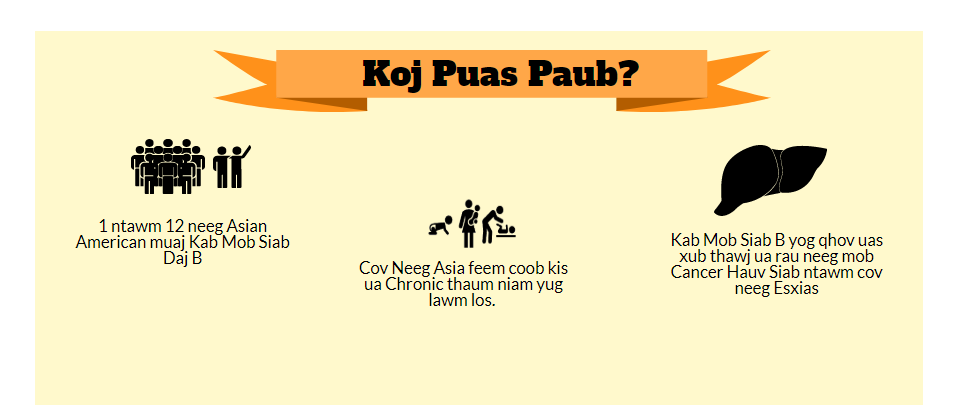 Koj Puas Paub?
1 ntawm 12 neeg Asian
American muaj Kab Mob Siab
Daj B
Cov Neeg Asia feem coob kis
ua Chronic thaum niam yug
lawm los.
Kab Mob Siab B yog qhov uas
xub thawj ua rau neeg mob
Cancer Hauv Siab ntawm cov
neeg Esxias